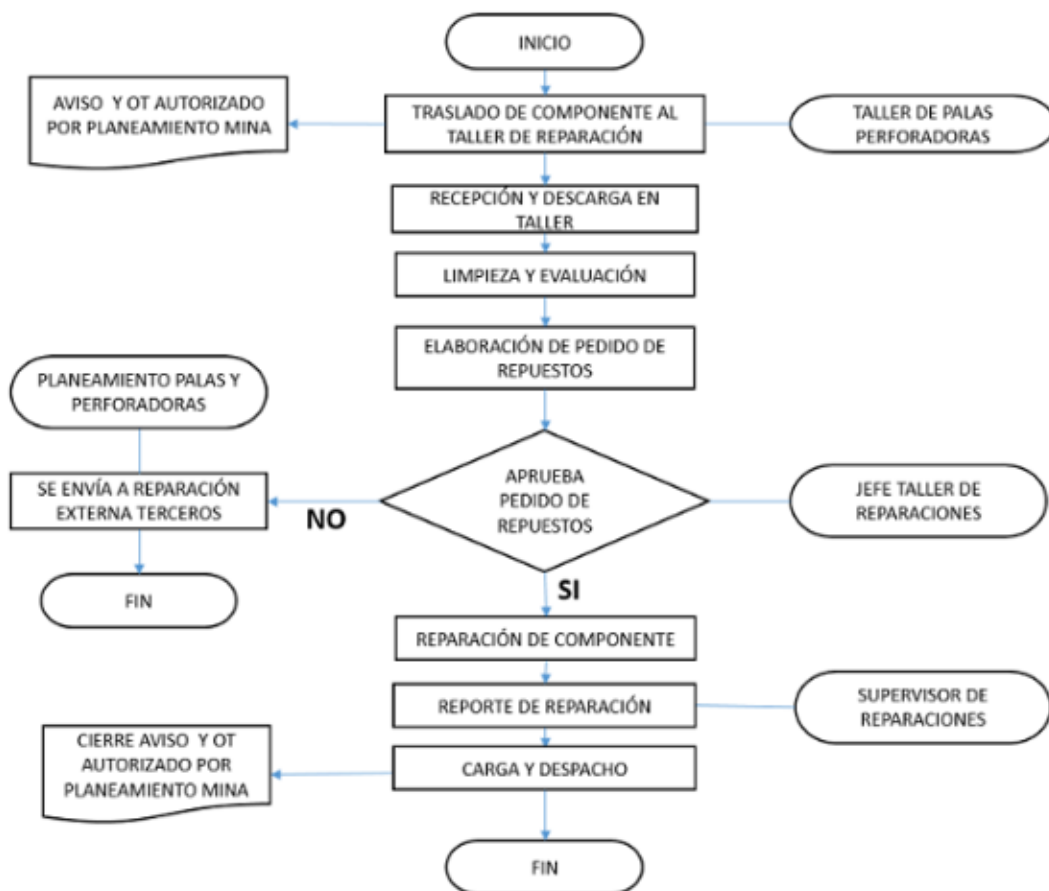 INICIO
AVISO Y OT AUTORIZADO
POR PLANEAMIENTO MINA
TRASLADO DE COMPONENTE AL
TALLER DE REPARACIÓN
TALLER DE PALAS
PERFORADORAS
RECEPCIÓN Y DESCARGA EN
TALLER
LIMPIEZA Y EVALUACIÓN
ELABORACIÓN DE PEDIDO DE
REPUESTOS
PLANEAMIENTO PALAS Y
PERFORADORAS
SE ENVÍA A REPARACIÓN
EXTERNA TERCEROS
NO
APRUEBA
PEDIDO DE
REPUESTOS
JEFE TALLER DE
REPARACIONES
FIN
SI
REPARACIÓN DE COMPONENTE
REPORTE DE REPARACIÓN
SUPERVISOR DE
REPARACIONES
CIERRE AVISO Y OT
AUTORIZADO POR
PLANEAMIENTO MINA
CARGA Y DESPACHO
FIN